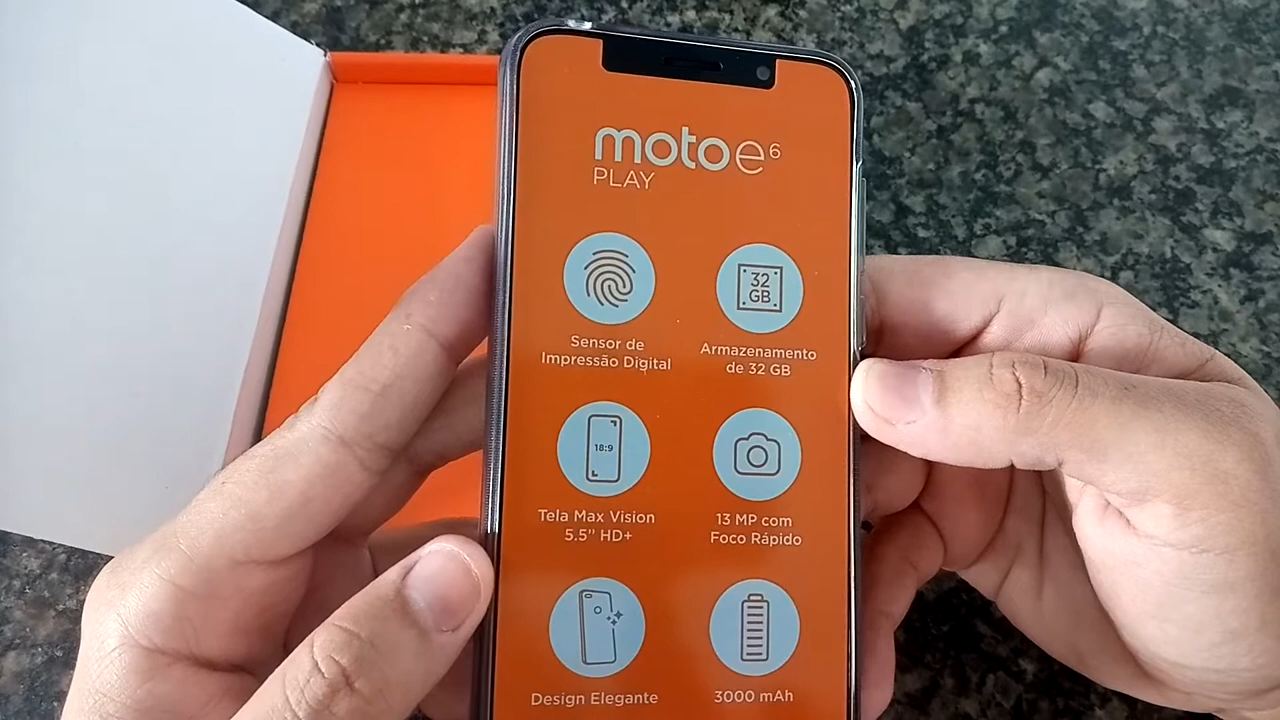 moto e6
PLAY
32
GB
Sensor de
Impressão Digital
Armazenamento
de 32 GB
18:9
Tela Max Vision
5.5” HD+
13 MP com
Foco Rápido
Design Elegante
3000 mAh